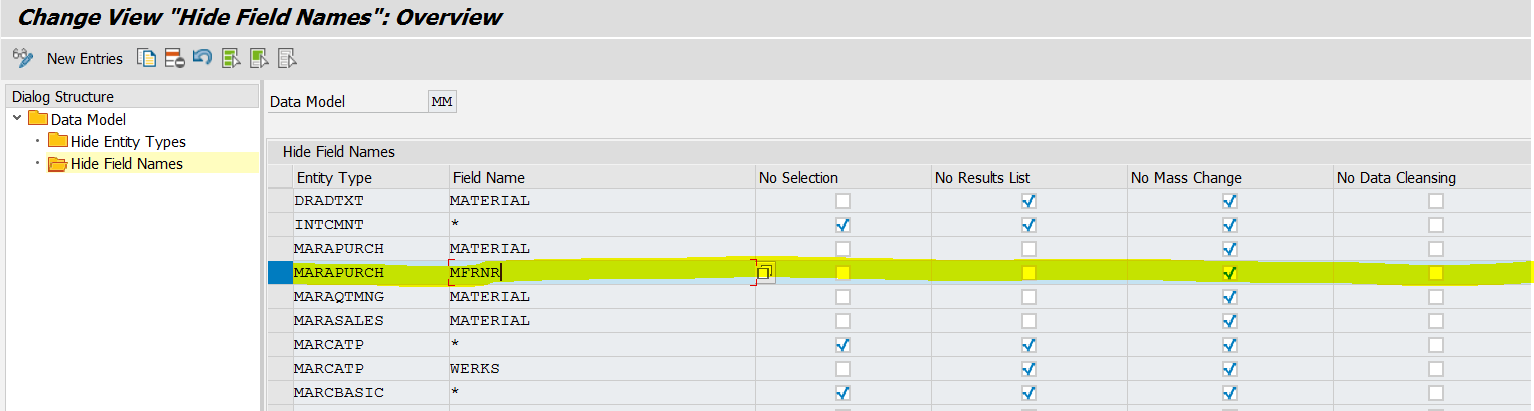 Change View "Hide Field Names": Overview
New Entries
Dialog Structure
Data Model
Hide Entity Types
Hide Field Names
Data Model MM
Hide Field Names
Entity Type Field Name No Selection No Results List No Mass Change No Data Cleansing
DRADTXT MATERIAL
INTCMNT *
MARAPURCH MATERIAL
MARAPURCH MFRNR
MARAQTMNG MATERIAL
MARASALES MATERIAL
MARCATP *
MARCATP WERKS
MARCBASIC *